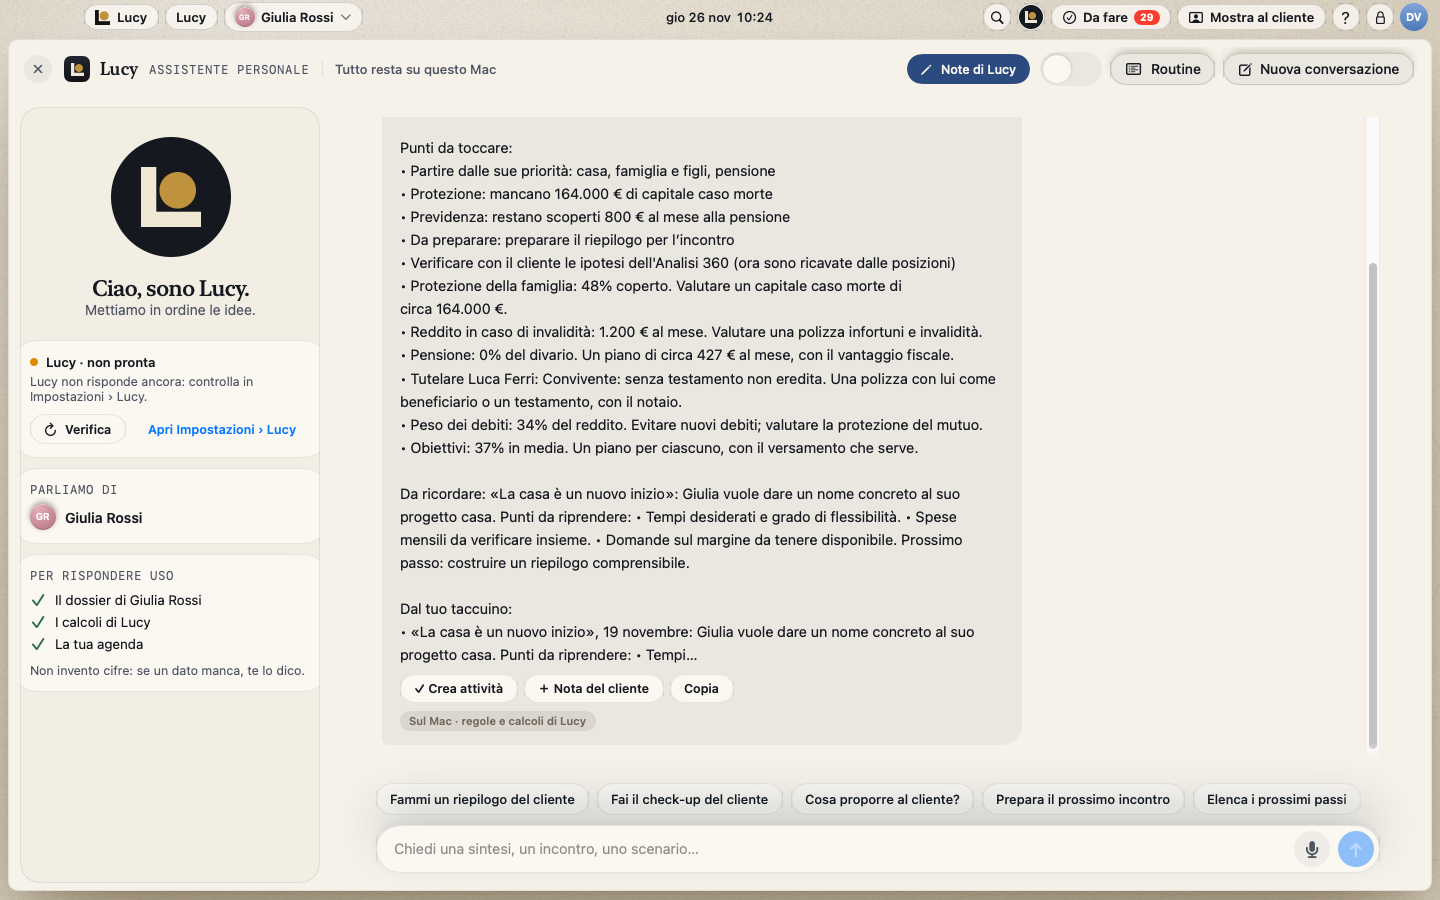 Lucy
Lucy
GR Giulia Rossi
gio 26 nov 10:24
Da fare 29
Mostra al cliente
?
DV
Lucy ASSISTENTE PERSONALE
Tutto resta su questo Mac
Note di Lucy
Routine
Nuova conversazione
Ciao, sono Lucy.
Mettiamo in ordine le idee.
Lucy · non pronta
Lucy non risponde ancora: controlla in
Impostazioni › Lucy.
Verifica
Apri Impostazioni › Lucy
PARLIAMO DI
GR Giulia Rossi
PER RISPONDERE USO
Il dossier di Giulia Rossi
I calcoli di Lucy
La tua agenda
Non invento cifre: se un dato manca, te lo dico.
Punti da toccare:
• Partire dalle sue priorità: casa, famiglia e figli, pensione
• Protezione: mancano 164.000 € di capitale caso morte
• Previdenza: restano scoperti 800 € al mese alla pensione
• Da preparare: preparare il riepilogo per l’incontro
• Verificare con il cliente le ipotesi dell'Analisi 360 (ora sono ricavate dalle posizioni)
• Protezione della famiglia: 48% coperto. Valutare un capitale caso morte di
circa 164.000 €.
• Reddito in caso di invalidità: 1.200 € al mese. Valutare una polizza infortuni e invalidità.
• Pensione: 0% del divario. Un piano di circa 427 € al mese, con il vantaggio fiscale.
• Tutelare Luca Ferri: Convivente: senza testamento non eredita. Una polizza con lui come
beneficiario o un testamento, con il notaio.
• Peso dei debiti: 34% del reddito. Evitare nuovi debiti; valutare la protezione del mutuo.
• Obiettivi: 37% in media. Un piano per ciascuno, con il versamento che serve.
Da ricordare: «La casa è un nuovo inizio»: Giulia vuole dare un nome concreto al suo
progetto casa. Punti da riprendere: • Tempi desiderati e grado di flessibilità. • Spese
mensili da verificare insieme. • Domande sul margine da tenere disponibile. Prossimo
passo: costruire un riepilogo comprensibile.
Dal tuo taccuino:
• «La casa è un nuovo inizio», 19 novembre: Giulia vuole dare un nome concreto al suo
progetto casa. Punti da riprendere: • Tempi…
Crea attività
Nota del cliente
Copia
Sul Mac · regole e calcoli di Lucy
Fammi un riepilogo del cliente
Fai il check-up del cliente
Cosa proporre al cliente?
Prepara il prossimo incontro
Elenca i prossimi passi
Chiedi una sintesi, un incontro, uno scenario…